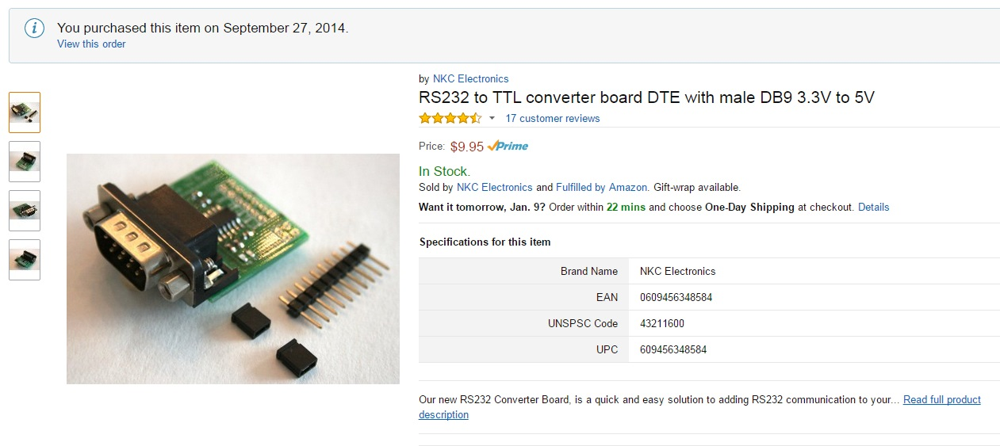 i
You purchased this item on September 27, 2014.
View this order
by NKC Electronics
RS232 to TTL converter board DTE with male DB9 3.3V to 5V
17 customer reviews
Price: $9.95 Prime
In Stock.
Sold by NKC Electronics and Fulfilled by Amazon. Gift-wrap available.
Want it tomorrow, Jan. 9? Order within 22 mins and choose One-Day Shipping at checkout. Details
Specifications for this item
Brand Name NKC Electronics
EAN 0609456348584
UNSPSC Code 43211600
UPC 609456348584
Our new RS232 Converter Board, is a quick and easy solution to adding RS232 communication to your... Read full product
description